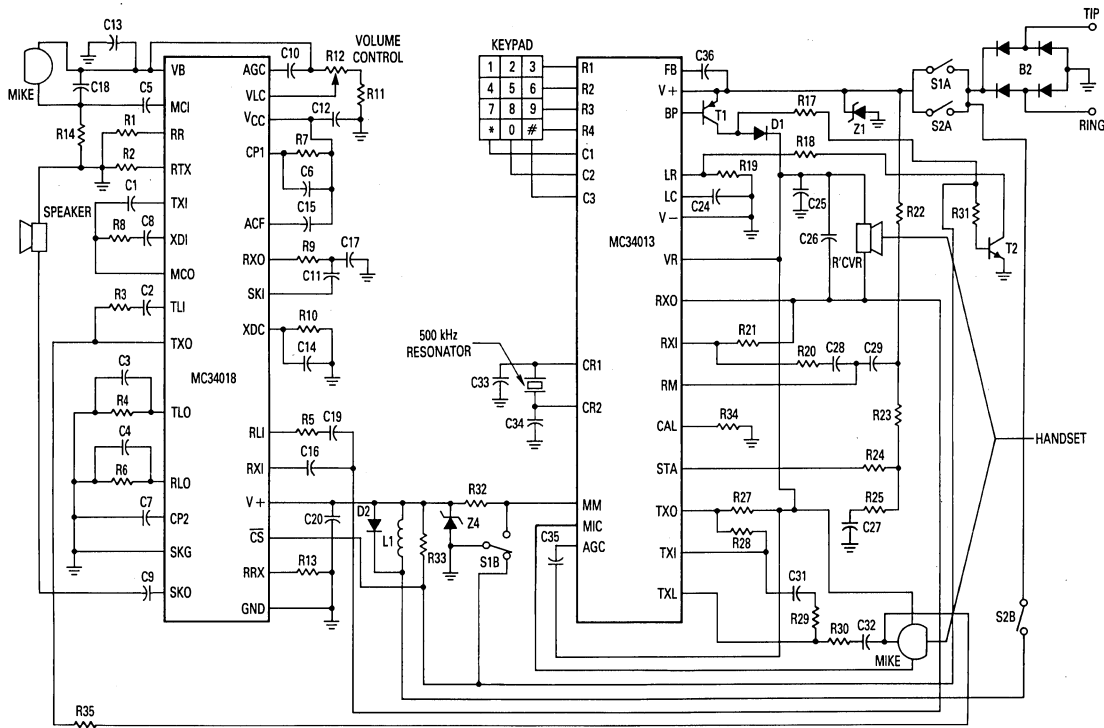 C13
MIKE
C18
C5
R14
R1
R2
C1
SPEAKER
R8
C8
R3
C2
C3
R4
C4
R6
C7
C9
R35
VB
MCI
RR
RTX
TXI
XDI
MCO
TLI
TXO
MC34018
TLO
RLO
CP2
SKG
SKO
AGC
VLC
VCC
CP1
ACF
RXO
SKI
XDC
RLI
RXI
V +
CS
RRX
GND
C10
R12
VOLUME
CONTROL
R11
C12
R7
C6
C15
R9
C17
C11
R10
C14
R5
C19
C16
C20
D2
L1
R13
R33
Z4
R32
S1B
C35
KEYPAD
1 2 3
4 5 6
7 8 9
* 0 #
500 kHz
RESONATOR
C33
C34
R1
R2
R3
R4
C1
C2
C3
MC34013
CR1
CR2
MM
MIC
AGC
FB
V +
BP
LR
LC
V −
VR
RXO
RXI
RM
CAL
STA
TXO
TXI
TXL
C36
T1
D1
R17
Z1
R18
R19
C24
C25
C26
R'CVR
R22
R31
T2
R21
R20
C28
C29
R34
R23
R24
R25
C27
R27
R28
C31
R29
R30
C32
MIKE
HANDSET
S1A
S2A
B2
TIP
RING
S2B